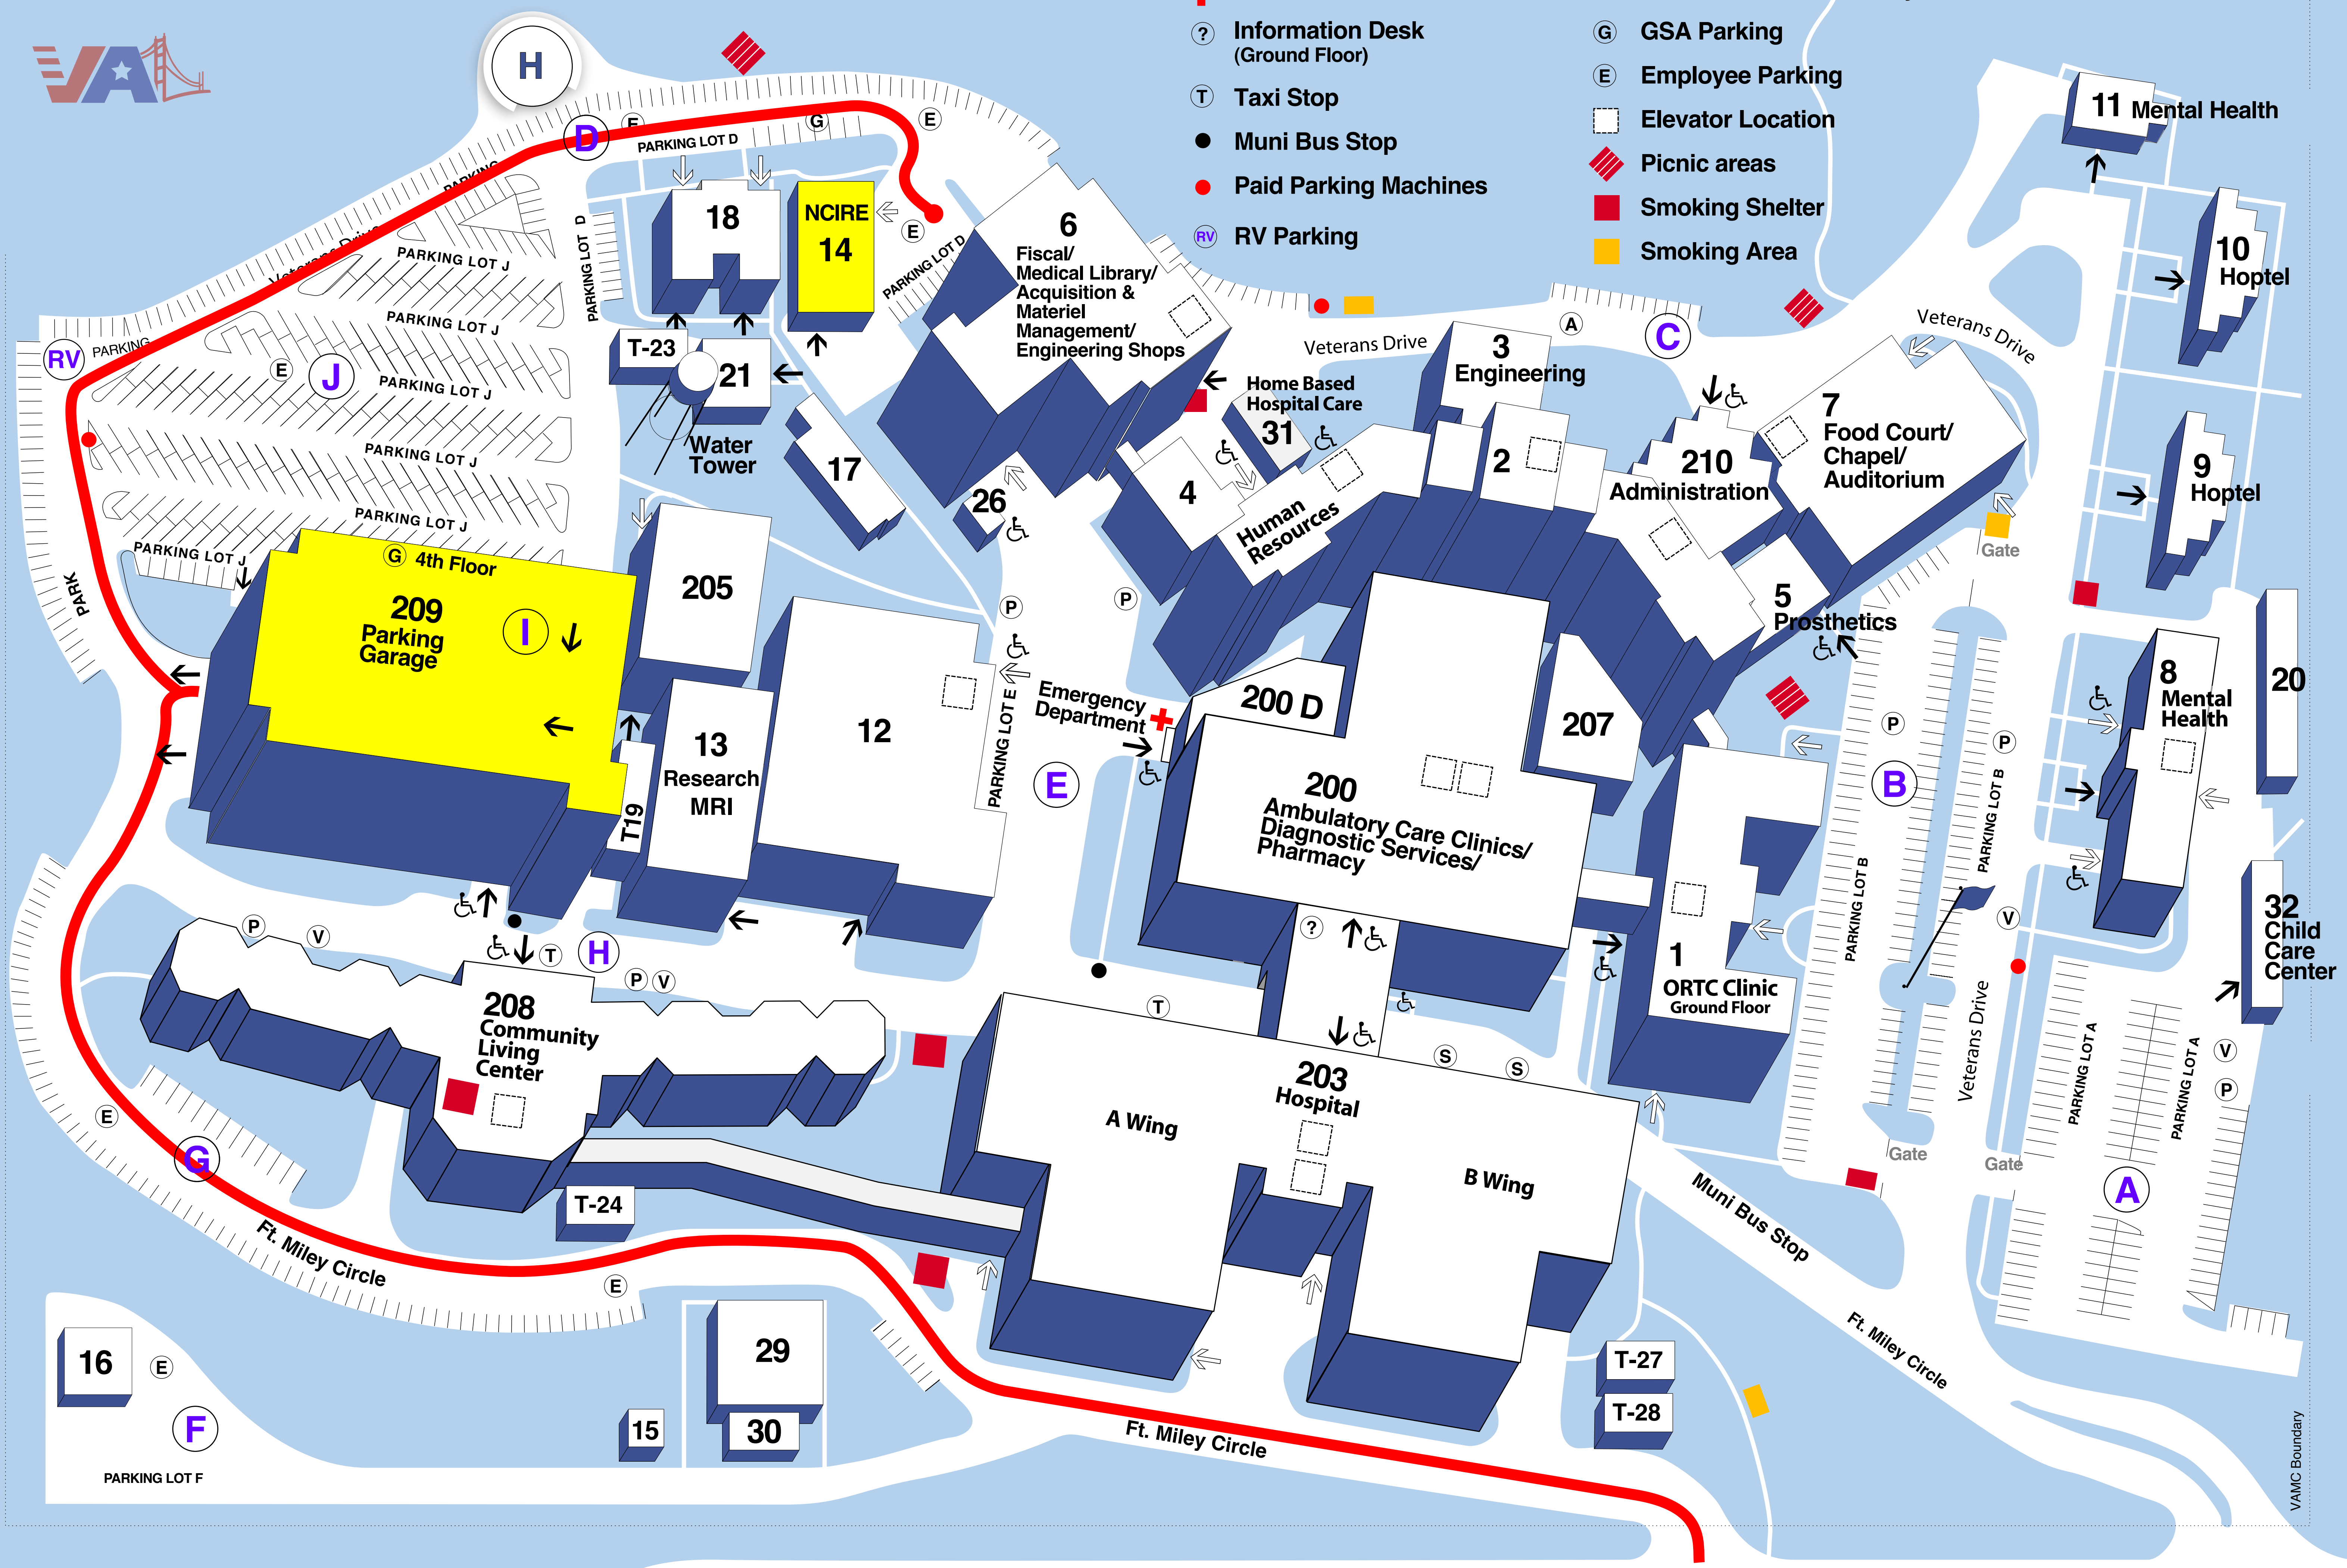 VA
H
? Information Desk
(Ground Floor)
T Taxi Stop
Muni Bus Stop
Paid Parking Machines
RV RV Parking
G GSA Parking
E Employee Parking
Elevator Location
Picnic areas
Smoking Shelter
Smoking Area
11 Mental Health
10
Hoptel
9
Hoptel
D
E
G
E
PARKING LOT D
PARKING
Veterans Drive
PARKING LOT D
18
NCIRE
14
E
PARKING LOT D
6
Fiscal/
Medical Library/
Acquisition &
Materiel
Management/
Engineering Shops
PARKING LOT J
PARKING LOT J
PARKING LOT J
PARKING LOT J
PARKING LOT J
PARKING LOT J
RV
PARKING
E
J
T-23
21
Water
Tower
17
26
Veterans Drive
A
C
Veterans Drive
3
Engineering
Home Based
Hospital Care
31
4
Human
Resources
2
210
Administration
7
Food Court/
Chapel/
Auditorium
Gate
5
Prosthetics
PARK
G 4th Floor
209
Parking
Garage
I
205
13
Research
MRI
T19
12
P
P
PARKING LOT E
Emergency
Department
E
200 D
200
Ambulatory Care Clinics/
Diagnostic Services/
Pharmacy
207
?
1
ORTC Clinic
Ground Floor
P
B
P
PARKING LOT B
PARKING LOT B
V
Veterans Drive
8
Mental
Health
20
32
Child
Care
Center
P
V
T
H
P V
208
Community
Living
Center
T
S
S
203
Hospital
A Wing
B Wing
PARKING LOT A
PARKING LOT A
V
P
A
Gate
Gate
E
G
T-24
Ft. Miley Circle
E
Muni Bus Stop
Ft. Miley Circle
16
E
F
PARKING LOT F
29
15
30
Ft. Miley Circle
T-27
T-28
VAMC Boundary